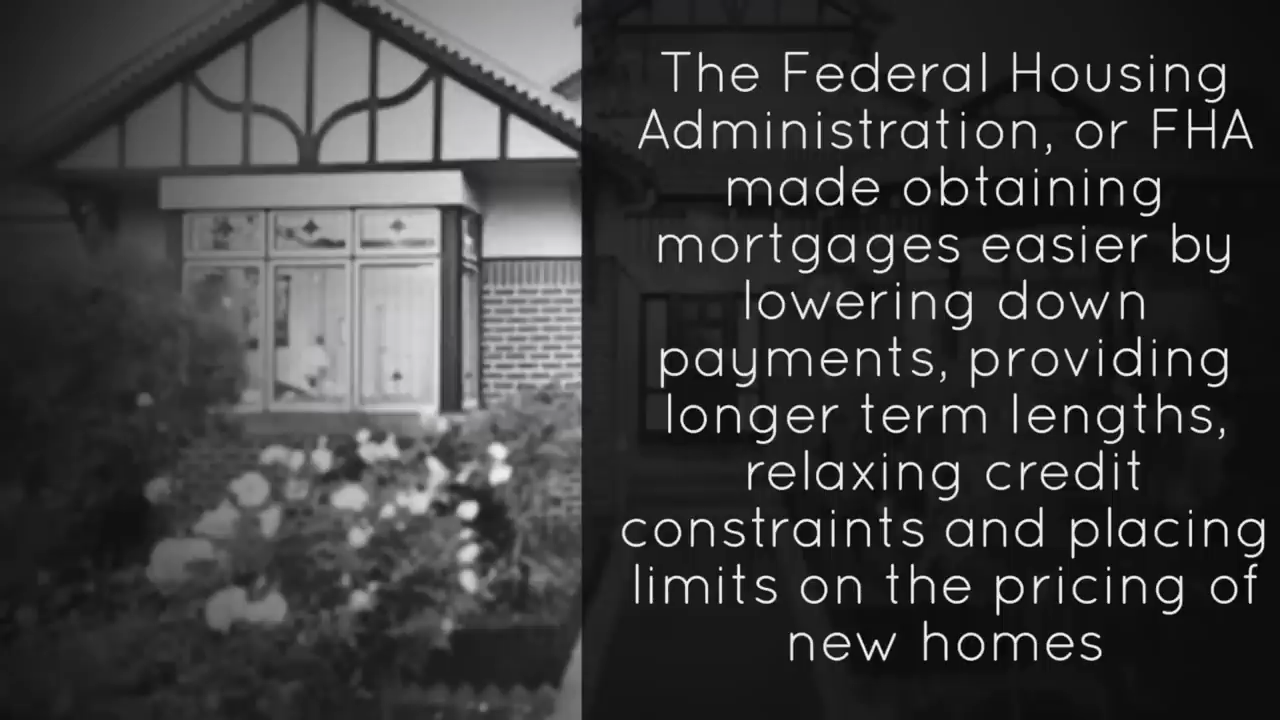 The Federal Housing
Administration, or FHA
made obtaining
mortgages easier by
lowering down
payments, providing
longer term lengths,
relaxing credit
constraints and placing
limits on the pricing of
new homes